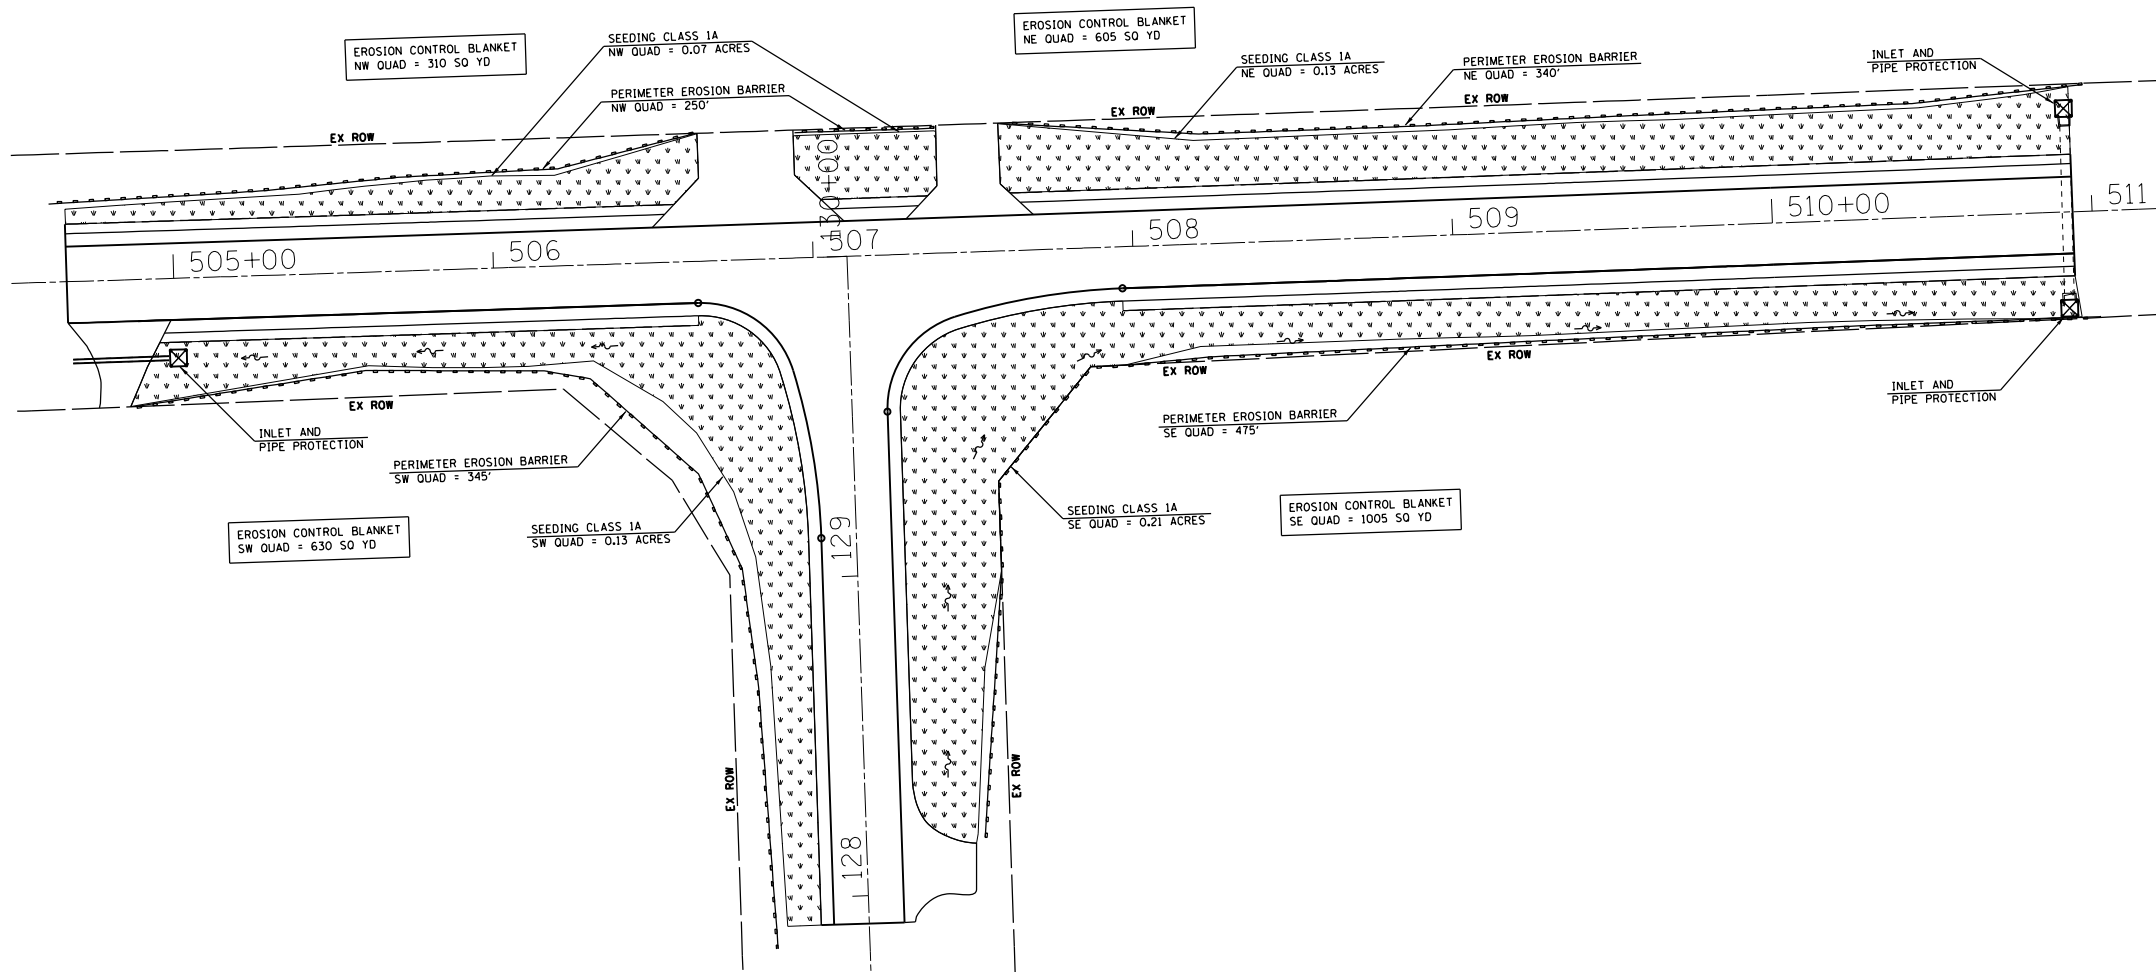 EROSION CONTROL BLANKET
NW QUAD = 310 SQ YD
SEEDING CLASS 1A
NW QUAD = 0.07 ACRES
PERIMETER EROSION BARRIER
NW QUAD = 250'
EROSION CONTROL BLANKET
NE QUAD = 605 SQ YD
SEEDING CLASS 1A
NE QUAD = 0.13 ACRES
PERIMETER EROSION BARRIER
NE QUAD = 340'
INLET AND
PIPE PROTECTION
EX ROW
EX ROW
EX ROW
130+00
505+00
506
507
508
509
510+00
511
EX ROW
EX ROW
EX ROW
INLET AND
PIPE PROTECTION
PERIMETER EROSION BARRIER
SW QUAD = 345'
PERIMETER EROSION BARRIER
SE QUAD = 475'
INLET AND
PIPE PROTECTION
EROSION CONTROL BLANKET
SW QUAD = 630 SQ YD
SEEDING CLASS 1A
SW QUAD = 0.13 ACRES
129
SEEDING CLASS 1A
SE QUAD = 0.21 ACRES
EROSION CONTROL BLANKET
SE QUAD = 1005 SQ YD
EX ROW
EX ROW
128